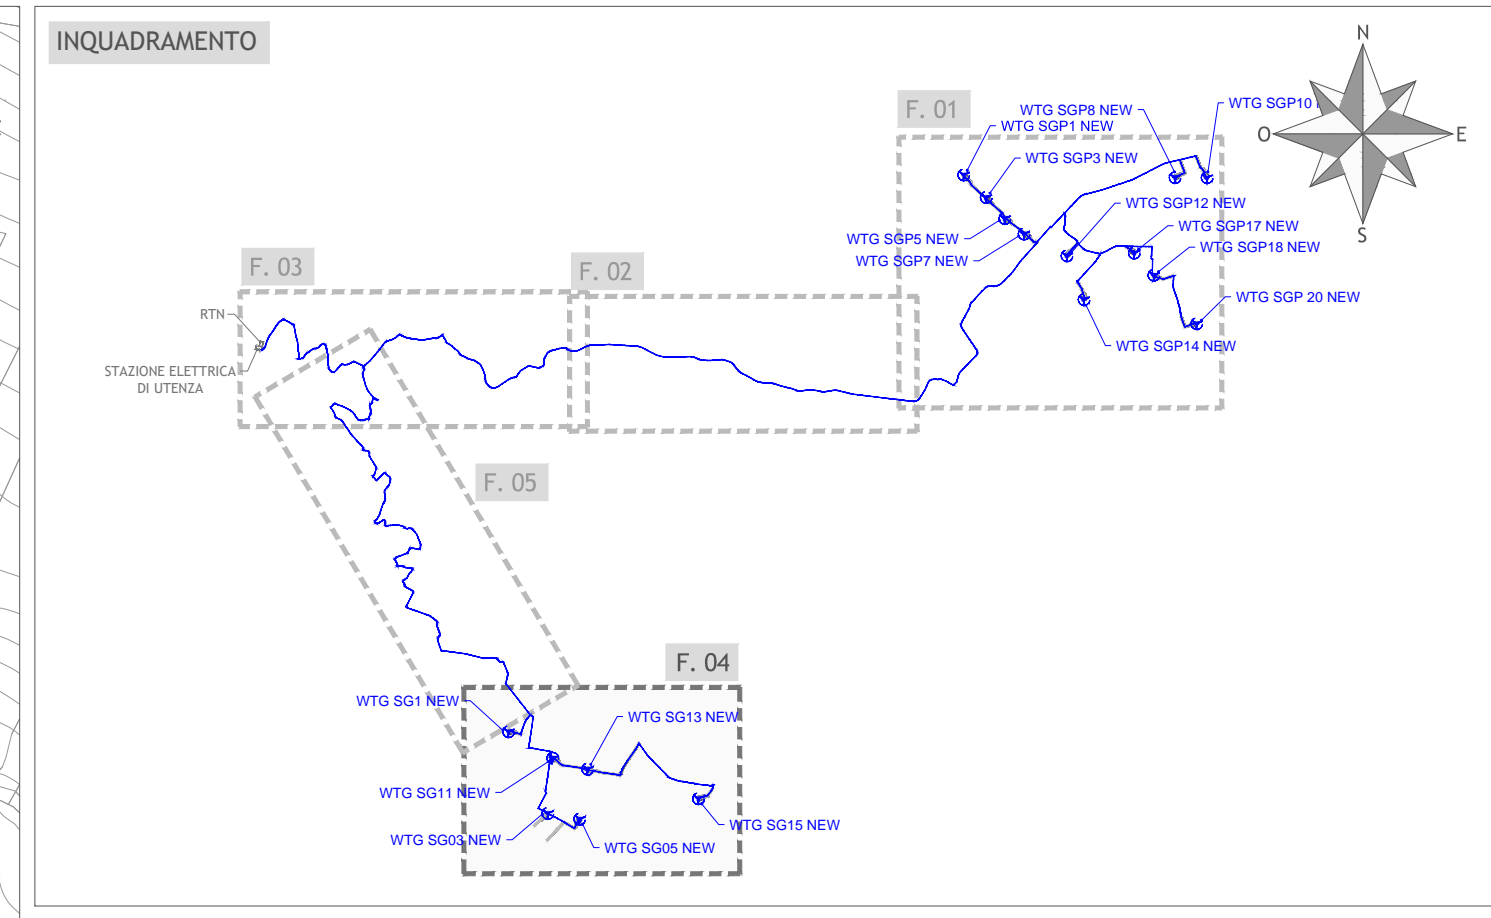 INQUADRAMENTO
N
O
E
S
F. 01
WTG SGP8 NEW
WTG SGP10
WTG SGP1 NEW
WTG SGP3 NEW
WTG SGP12 NEW
WTG SGP17 NEW
WTG SGP5 NEW
WTG SGP18 NEW
WTG SGP7 NEW
WTG SGP 20 NEW
WTG SGP14 NEW
F. 03
F. 02
RTN
STAZIONE ELETTRICA
DI UTENZA
F. 05
F. 04
WTG SG1 NEW
WTG SG13 NEW
WTG SG11 NEW
WTG SG15 NEW
WTG SG03 NEW
WTG SG05 NEW